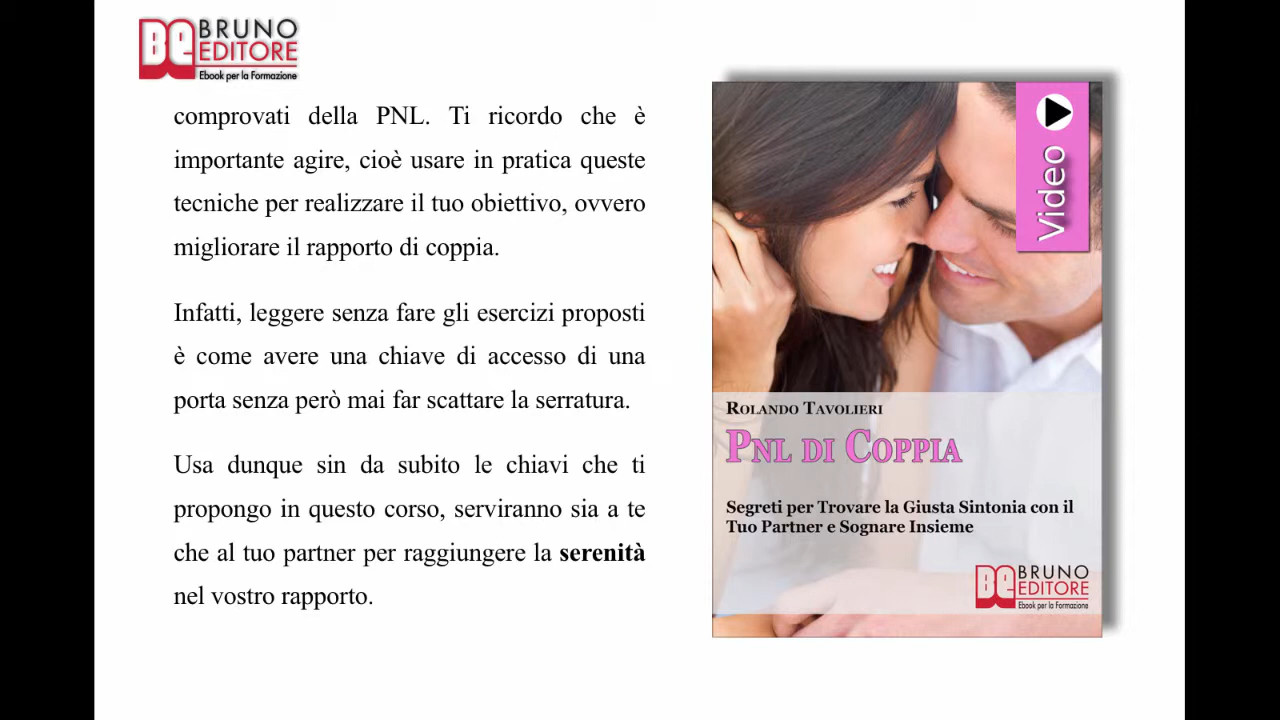 BRUNO
EDITORE
Ebook per la Formazione
comprovati della PNL. Ti ricordo che è
importante agire, cioè usare in pratica queste
tecniche per realizzare il tuo obiettivo, ovvero
migliorare il rapporto di coppia.
Infatti, leggere senza fare gli esercizi proposti
è come avere una chiave di accesso di una
porta senza però mai far scattare la serratura.
Usa dunque sin da subito le chiavi che ti
propongo in questo corso, serviranno sia a te
che al tuo partner per raggiungere la serenità
nel vostro rapporto.
Video
ROLANDO TAVOLIERI
PNL DI COPPIA
Segreti per Trovare la Giusta Sintonia con il
Tuo Partner e Sognare Insieme
BRUNO
EDITORE
Ebook per la Formazione